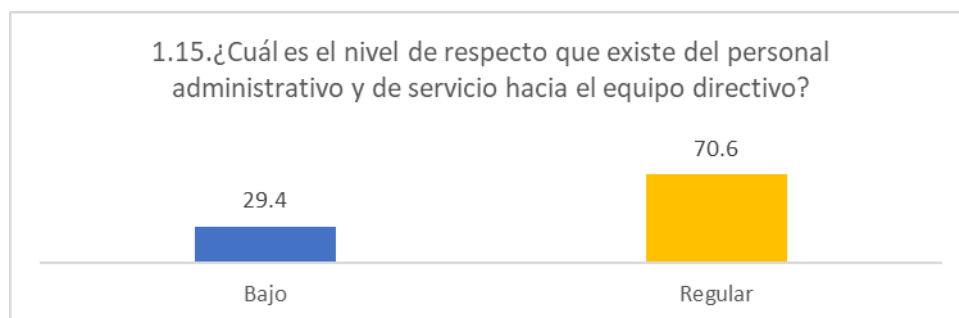 1.15.¿Cuál es el nivel de respecto que existe del personal
administrativo y de servicio hacia el equipo directivo?
70.6
29.4
Bajo
Regular